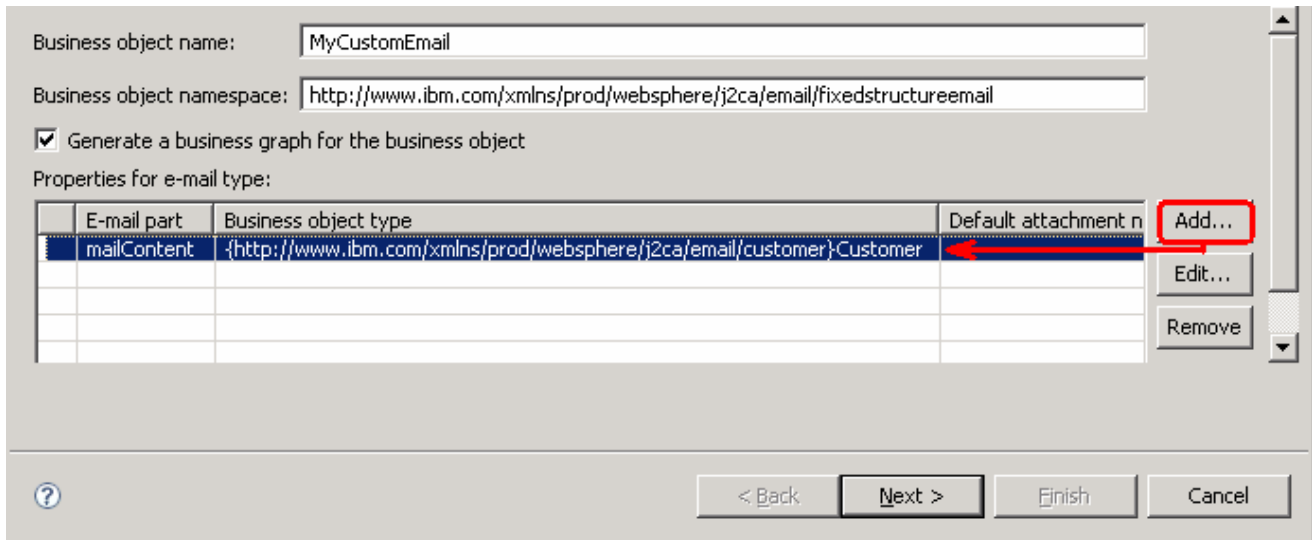 Business object name: MyCustomEmail
Business object namespace: http://www.ibm.com/xmlns/prod/websphere/j2ca/email/fixedstructureemail
Generate a business graph for the business object
Properties for e-mail type:
E-mail part Business object type Default attachment n Add...
mailContent {http://www.ibm.com/xmlns/prod/websphere/j2ca/email/customer}Customer
Edit...
Remove
? < Back Next > Finish Cancel